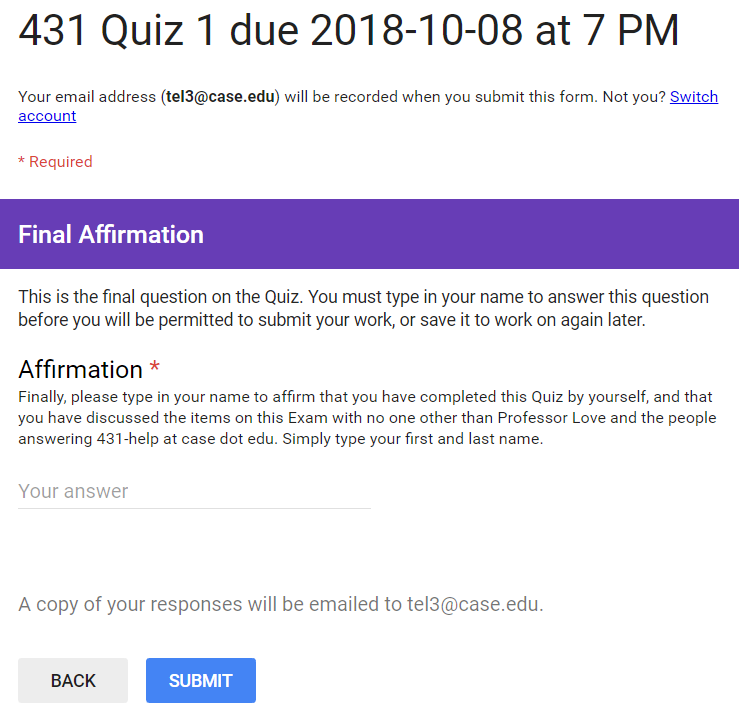 431 Quiz 1 due 2018-10-08 at 7 PM
Your email address (tel3@case.edu) will be recorded when you submit this form. Not you? Switch
account
* Required
Final Affirmation
This is the final question on the Quiz. You must type in your name to answer this question
before you will be permitted to submit your work, or save it to work on again later.
Affirmation *
Finally, please type in your name to affirm that you have completed this Quiz by yourself, and that
you have discussed the items on this Exam with no one other than Professor Love and the people
answering 431-help at case dot edu. Simply type your first and last name.
Your answer
A copy of your responses will be emailed to tel3@case.edu.
BACK SUBMIT